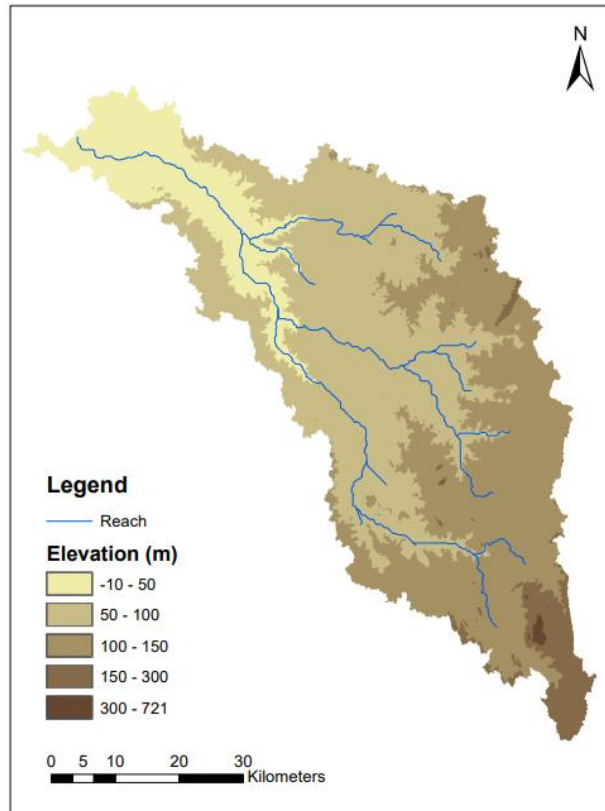 N
Legend
Reach
Elevation (m)
-10 - 50
50 - 100
100 - 150
150 - 300
300 - 721
0 5 10 20 30
Kilometers